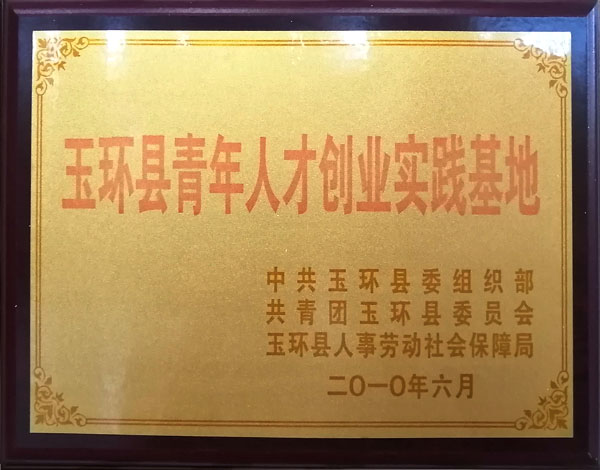 玉环县青年人才创业实践基地
中共玉环县委组织部
共青团玉环县委员会
玉环县人事劳动社会保障局
二〇一〇年六月